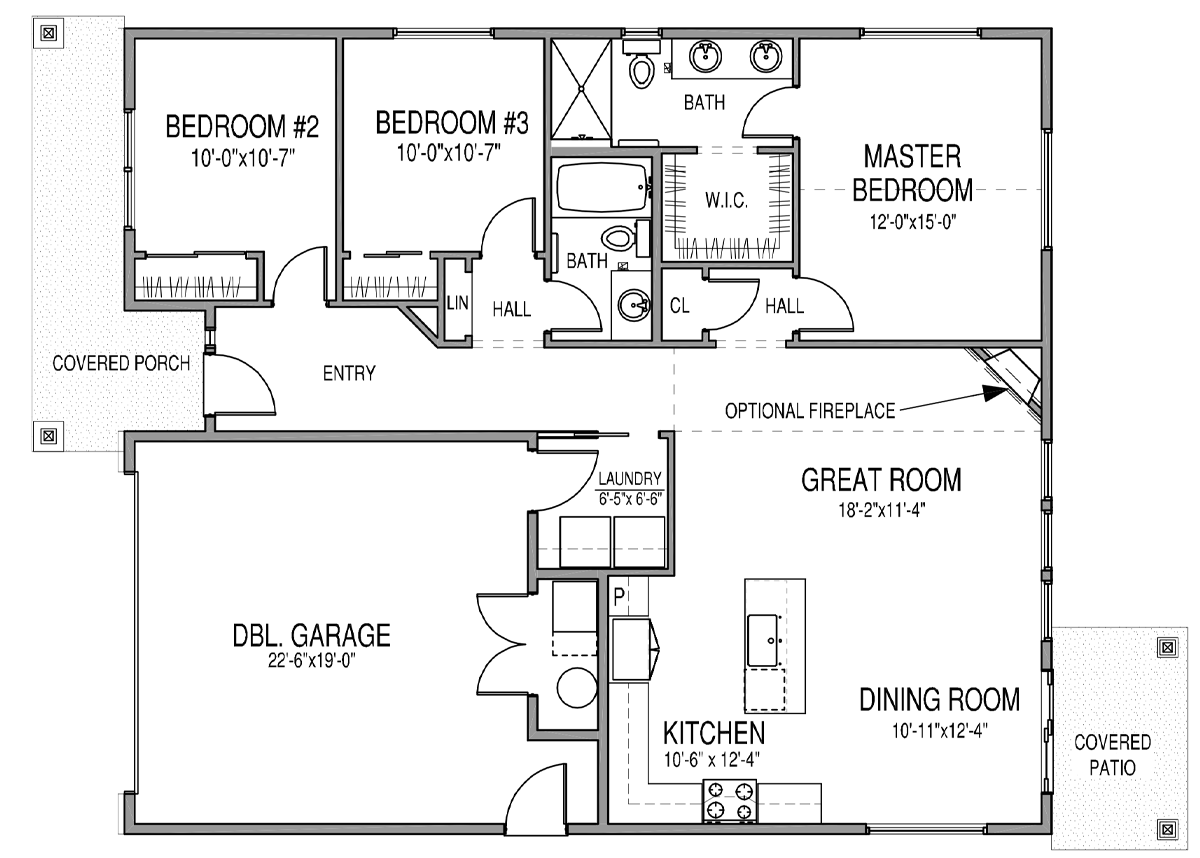 BEDROOM #2
10'-0"x10'-7"
BEDROOM #3
10'-0"x10'-7"
BATH
MASTER
BEDROOM
12'-0"x15'-0"
W.I.C.
BATH
LIN
HALL
CL
HALL
COVERED PORCH
ENTRY
OPTIONAL FIREPLACE
LAUNDRY
6'-5"x 6'-6"
GREAT ROOM
18'-2"x11'-4"
P
DBL. GARAGE
22'-6"x19'-0"
DINING ROOM
10'-11"x12'-4"
KITCHEN
10'-6" x 12'-4"
COVERED
PATIO